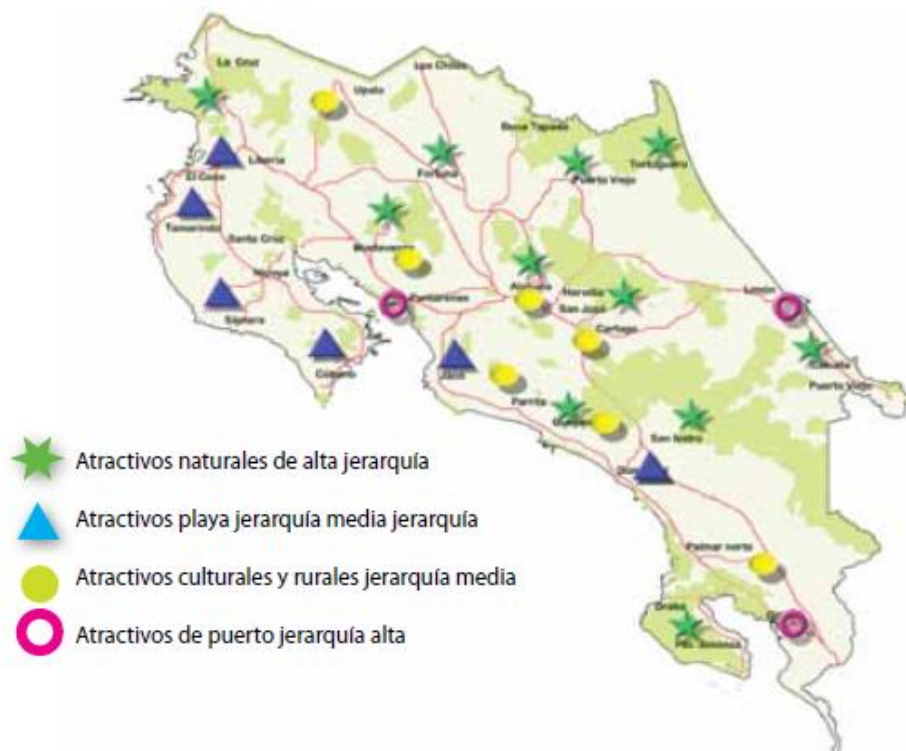 La Cruz
Los Chiles
Upala
Boca Tapada
Liberia
Fortuna
Puerto Viejo
Tortuguero
El Coco
Tamarindo
Santa Cruz
Nicoya
Monteverde
Puntarenas
Alajuela
Heredia
San José
Limón
Cartago
Sámara
Cóbano
Jacó
Cahuita
Puerto Viejo
Parrita
Quepos
San Isidro
Palmar norte
Drake
Pto. Jiménez
Atractivos naturales de alta jerarquía
Atractivos playa jerarquía media jerarquía
Atractivos culturales y rurales jerarquía media
Atractivos de puerto jerarquía alta